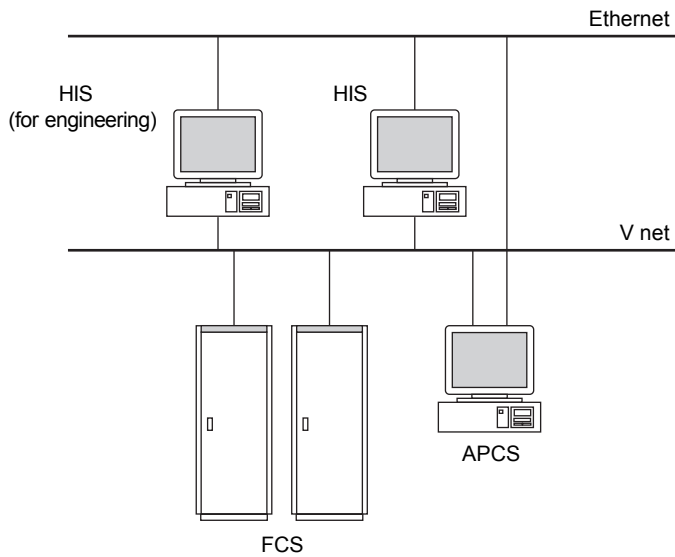 Ethernet
HIS
(for engineering)
HIS
V net
APCS
FCS